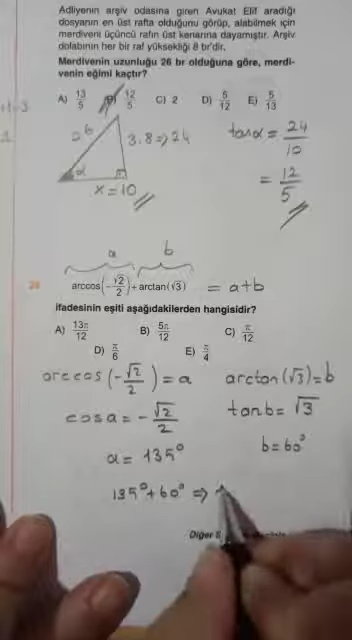 Adliyenin arşiv odasına giren Avukat Elif aradığı
dosyanın en üst rafta olduğunu görüp, alabilmek için
merdiveni üçüncü rafın üst kenarına dayamıştır. Arşiv
dolabının her bir raf yüksekliği 8 br'dir.
Merdivenin uzunluğu 26 br olduğuna göre, merdi-
venin eğimi kaçtır?
A) 13/5 B) 12/5 C) 2 D) 5/12 E) 5/13
26
3.8 => 24
α
x = 10
tanα = 24/10
= 12/5
a b
arccos(-√2/2) + arctan(√3) = a+b
ifadesinin eşiti aşağıdakilerden hangisidir?
A) 13π/12 B) 5π/12 C) π/12
D) π/6 E) π/4
arccos(-√2/2) = a arctan(√3) = b
cosa = -√2/2 tanb = √3
a = 135° b = 60°
135° + 60° =>
Diğer